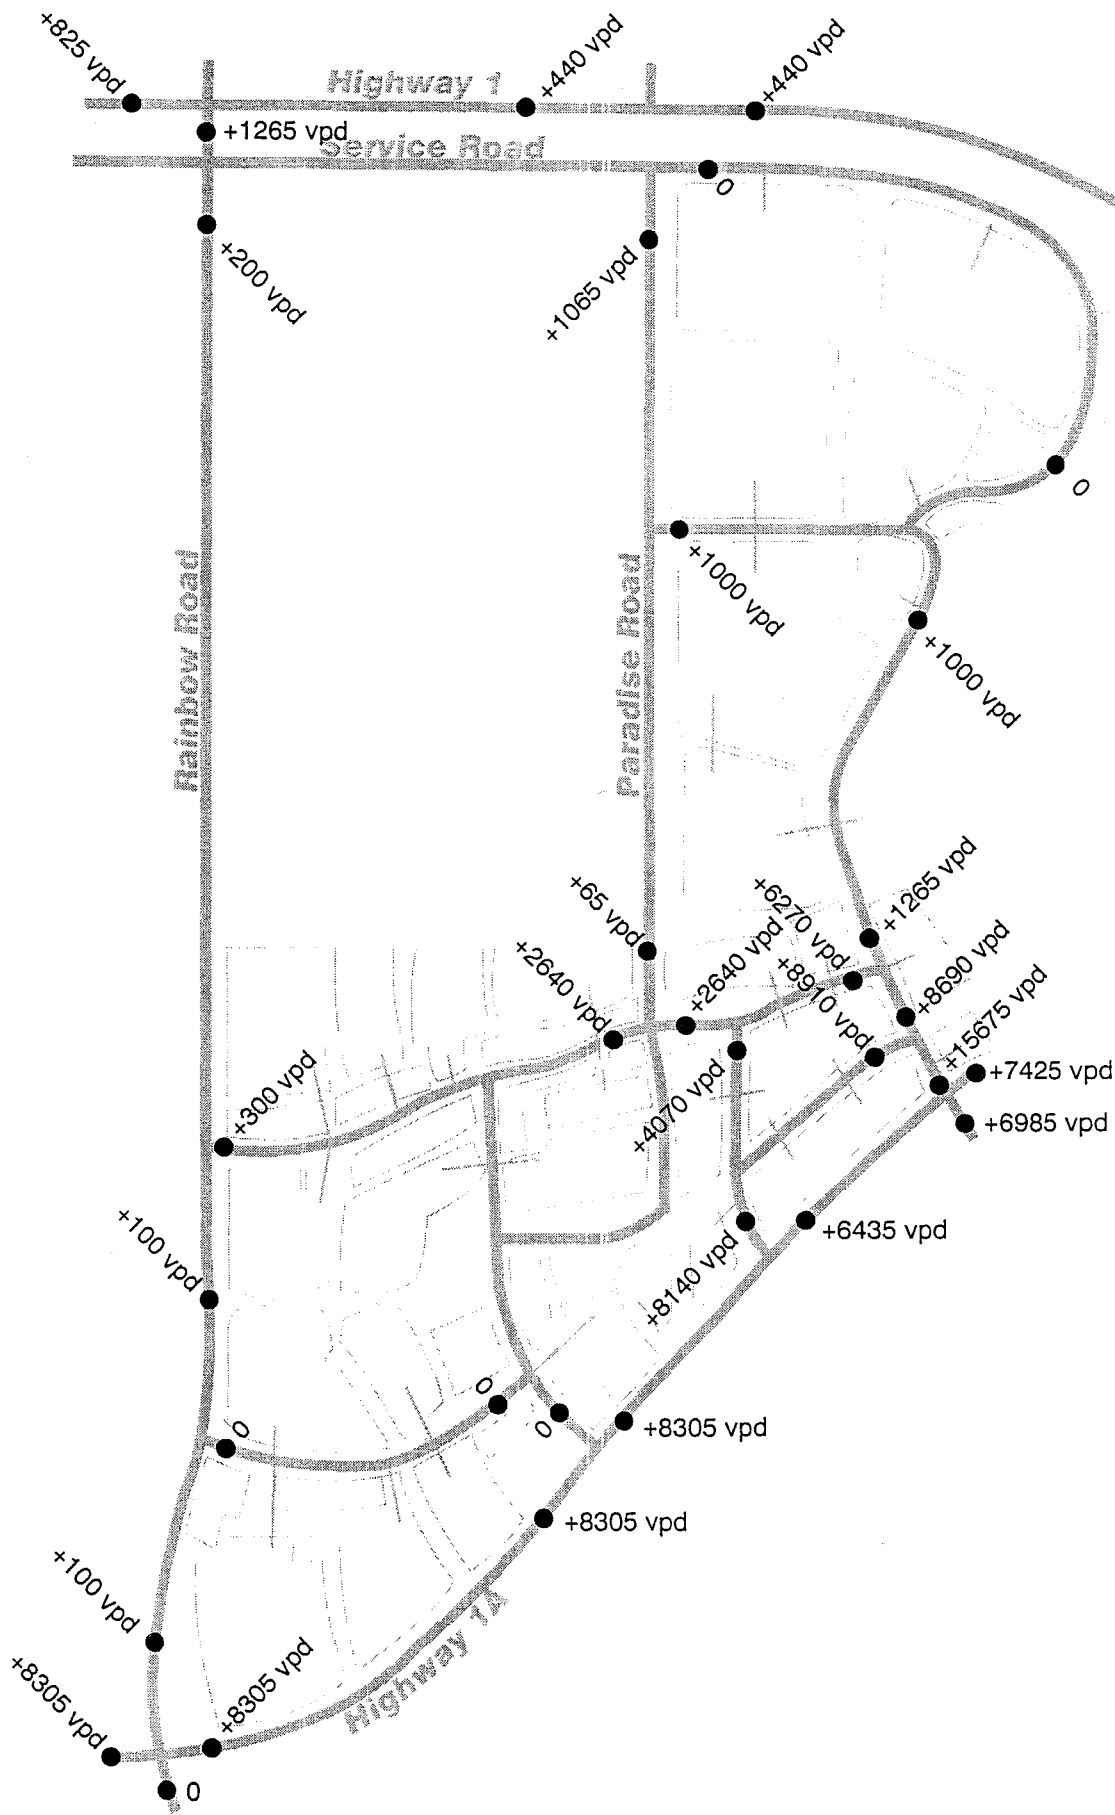 +825 vpd
Highway 1
+440 vpd
+440 vpd
+1265 vpd
Service Road
0
+200 vpd
+1065 vpd
0
Rainbow Road
Paradise Road
+1000 vpd
+1000 vpd
+65 vpd
+6270 vpd
+1265 vpd
+2640 vpd
+2640 vpd
+8910 vpd
+8690 vpd
+15675 vpd
+7425 vpd
+300 vpd
+4070 vpd
+6985 vpd
+100 vpd
+6435 vpd
+8140 vpd
0
0
0
+8305 vpd
+8305 vpd
+100 vpd
Highway 1A
+8305 vpd
+8305 vpd
0